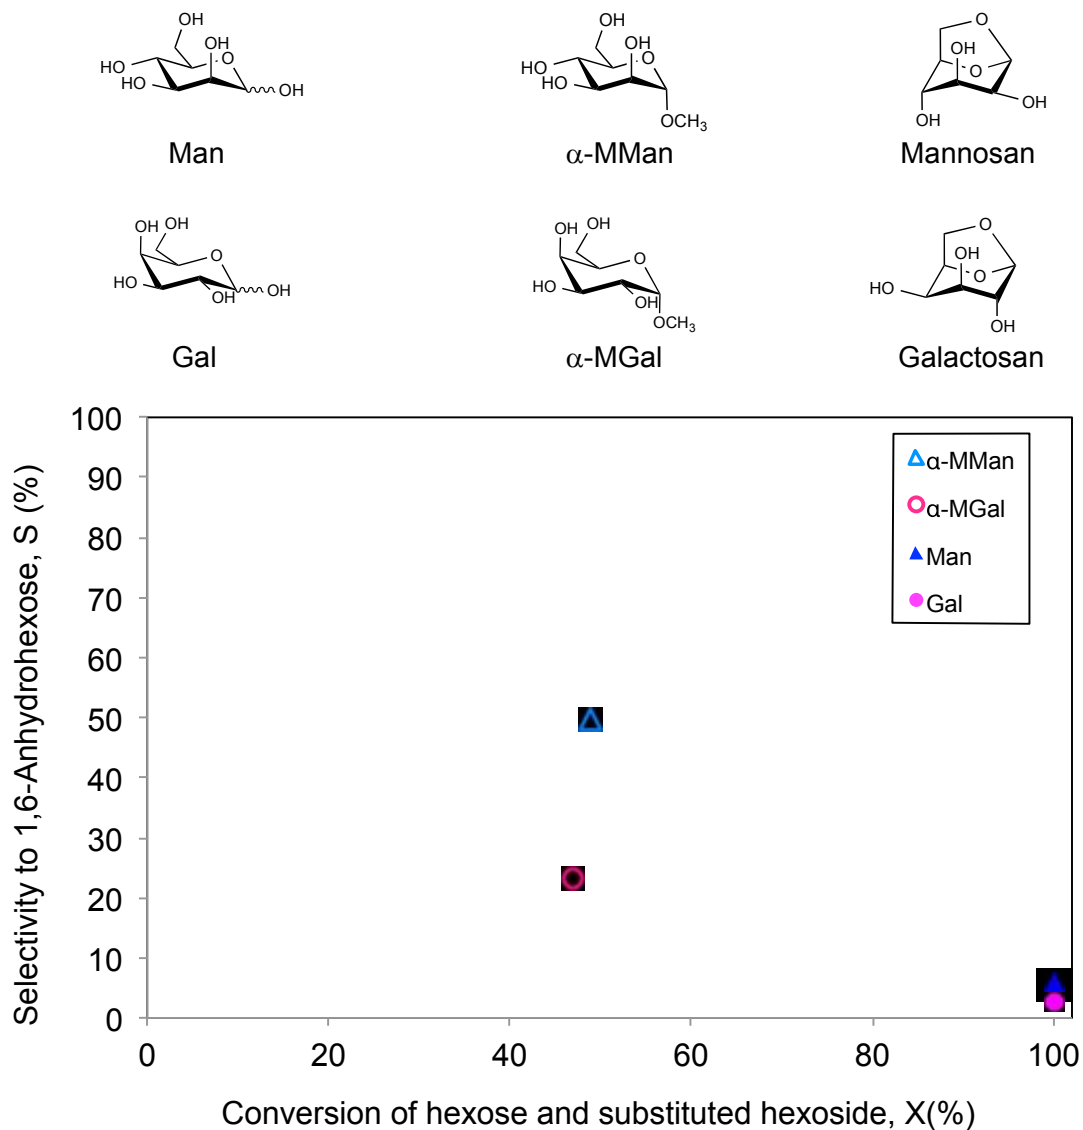 OH
OH
HO
HO
O
OH
Man
OH
OH
HO
HO
O
OCH3
α-MMan
O
OH
O
OH
OH
Mannosan
OH
OH
O
HO
OH
OH
Gal
OH
HO
O
HO
OH
OCH3
α-MGal
O
OH
O
HO
OH
Galactosan
Selectivity to 1,6-Anhydrohexose, S (%)
100
90
80
70
60
50
40
30
20
10
0
α-MMan
α-MGal
Man
Gal
0
20
40
60
80
100
Conversion of hexose and substituted hexoside, X(%)